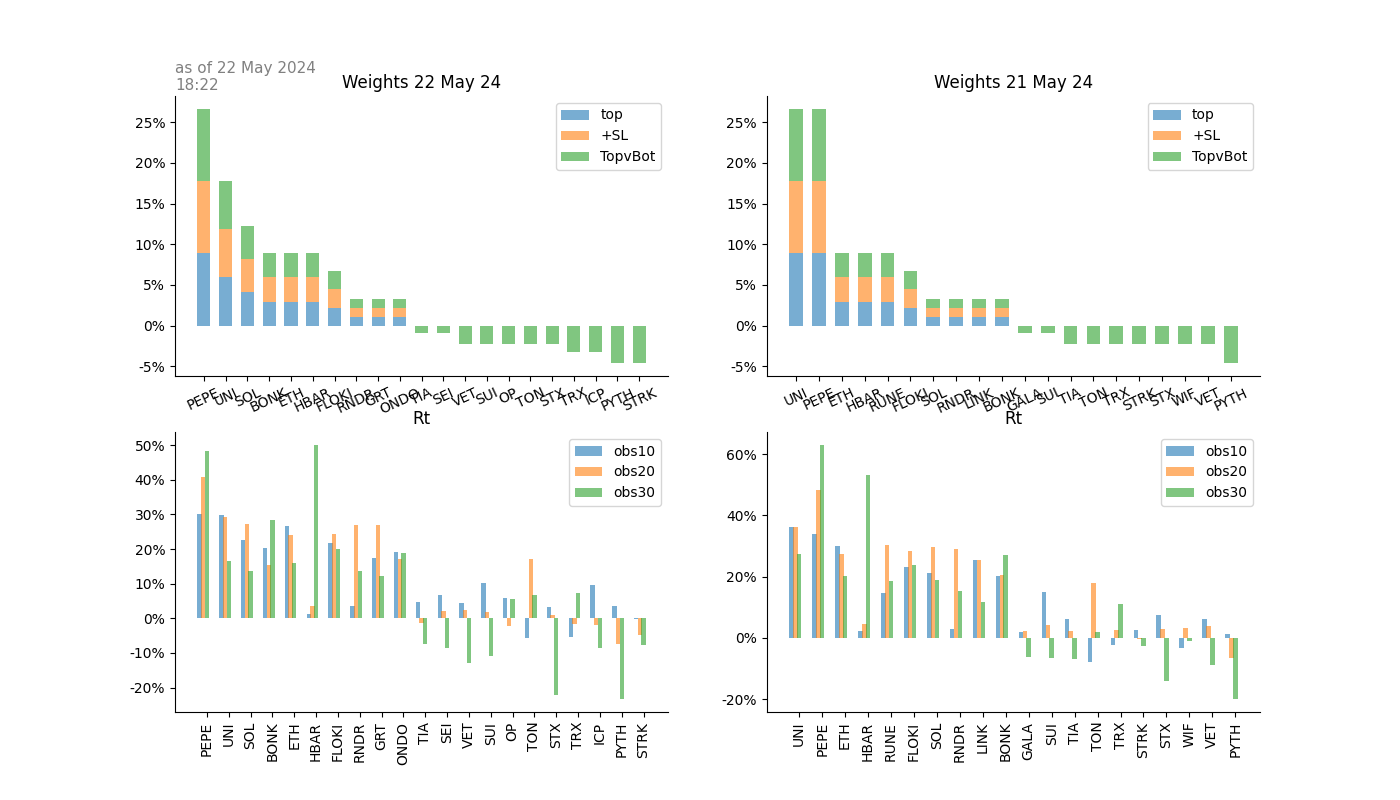 as of 22 May 2024
18:22
Weights 22 May 24
top
+SL
TopvBot
25%
20%
15%
10%
5%
0%
-5%
PEPE UNI SOL BONK ETH HBAR FLOKI RNDR GRT ONDO TIA SEI VET SUI OP TON STX TRX ICP PYTH STRK
Weights 21 May 24
top
+SL
TopvBot
25%
20%
15%
10%
5%
0%
-5%
UNI PEPE ETH HBAR RUNE FLOKI SOL RNDR LINK BONK GALA SUI TIA TON TRX STRK STX WIF VET PYTH
Rt
obs10
obs20
obs30
50%
40%
30%
20%
10%
0%
-10%
-20%
PEPE UNI SOL BONK ETH HBAR FLOKI RNDR GRT ONDO TIA SEI VET SUI OP TON STX TRX ICP PYTH STRK
Rt
obs10
obs20
obs30
60%
40%
20%
0%
-20%
UNI PEPE ETH HBAR RUNE FLOKI SOL RNDR LINK BONK GALA SUI TIA TON TRX STRK STX WIF VET PYTH